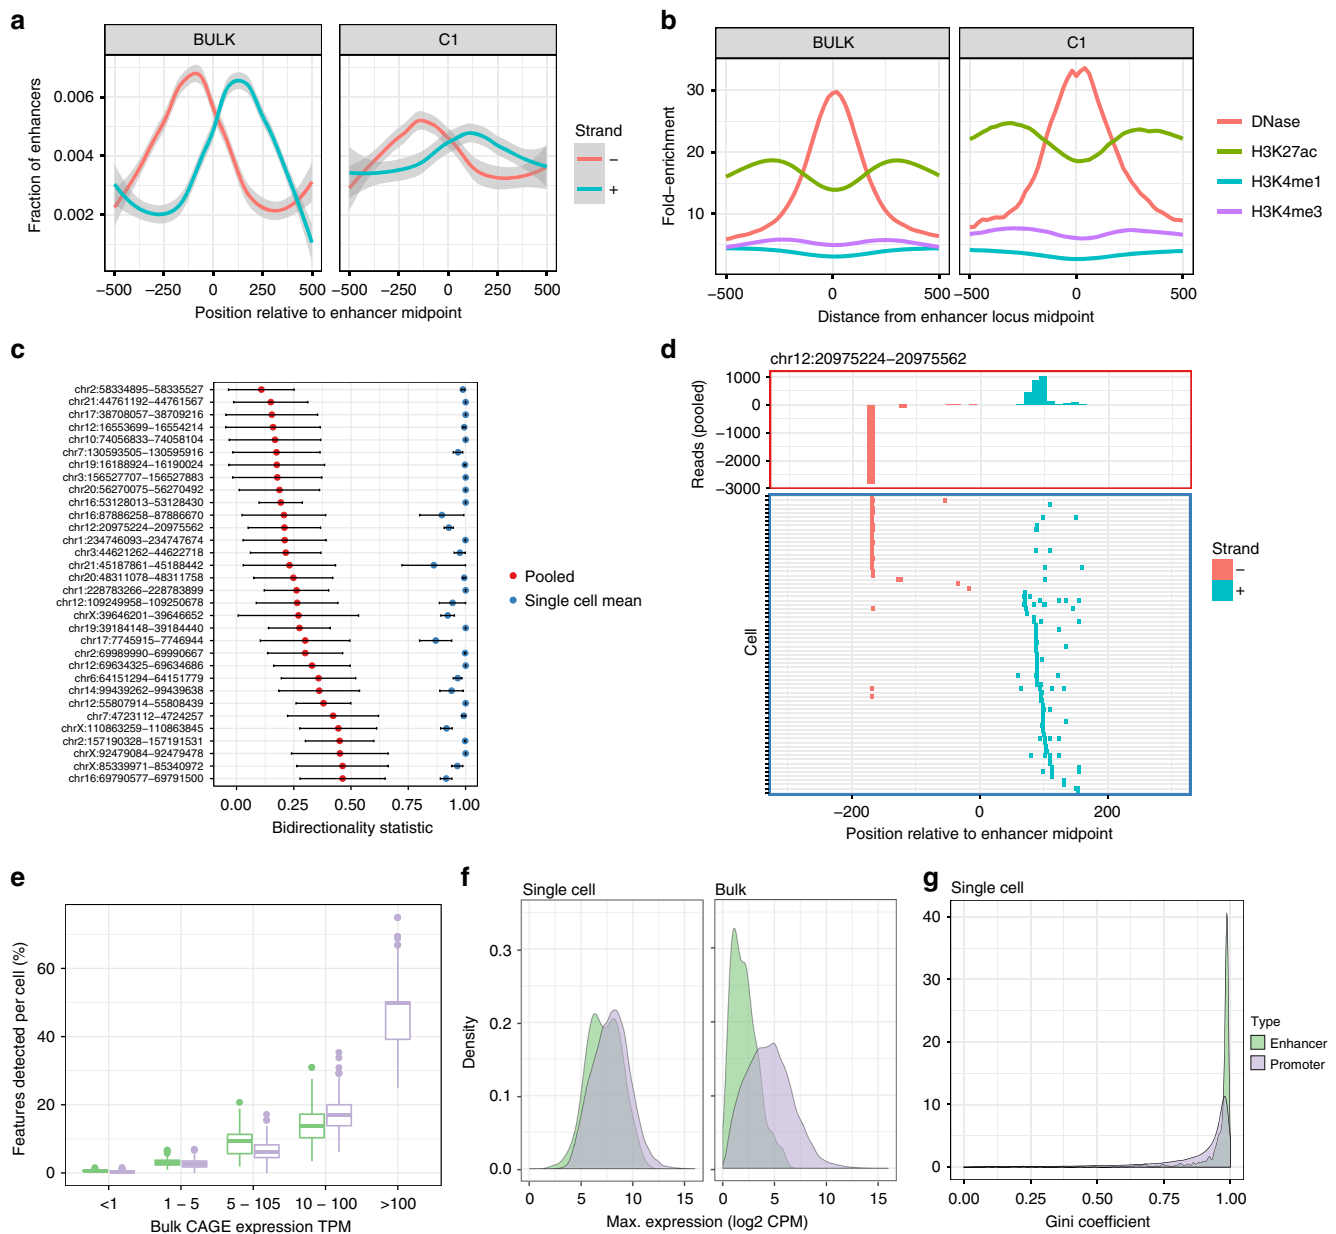 a
BULK
C1
Fraction of enhancers
0.006
0.004
0.002
−500 −250 0 250 500
−500 −250 0 250 500
Position relative to enhancer midpoint
Strand
−
+
b
BULK
C1
Fold−enrichment
30
20
10
−500 0 500
−500 0 500
Distance from enhancer locus midpoint
DNase
H3K27ac
H3K4me1
H3K4me3
c
chr2:58334895−58335527
chr21:44761192−44761567
chr17:38708057−38709216
chr12:16553699−16554214
chr10:74056833−74058104
chr7:130593505−130595916
chr19:16188924−16190024
chr3:156527707−156527883
chr20:56270075−56270492
chr16:53128013−53128430
chr16:87886258−87886670
chr12:20975224−20975562
chr1:234746093−234747674
chr3:44621262−44622718
chr21:45187861−45188442
chr20:48311078−48311758
chr1:228783266−228783899
chr12:109249958−109250678
chrX:39646201−39646652
chr19:39184148−39184440
chr17:7745915−7746944
chr2:69989990−69990667
chr12:69634325−69634686
chr6:64151294−64151779
chr14:99439262−99439638
chr12:55807914−55808439
chr7:4723112−4724257
chrX:110863259−110863845
chr2:157190328−157191531
chrX:92479084−92479478
chrX:85339971−85340972
chr16:69790577−69791500
0.00 0.25 0.50 0.75 1.00
Bidirectionality statistic
Pooled
Single cell mean
d
chr12:20975224−20975562
Reads (pooled)
1000
0
−1000
−2000
−3000
Cell
−200 0 200
Position relative to enhancer midpoint
Strand
−
+
e
Features detected per cell (%)
60
40
20
0
<1 1 − 5 5 − 105 10 − 100 >100
Bulk CAGE expression TPM
f
Single cell
Bulk
Density
0.3
0.2
0.1
0.0
0 5 10 15
0 5 10 15
Max. expression (log2 CPM)
g
Single cell
40
30
20
10
0
0.00 0.25 0.50 0.75 1.00
Gini coefficient
Type
Enhancer
Promoter